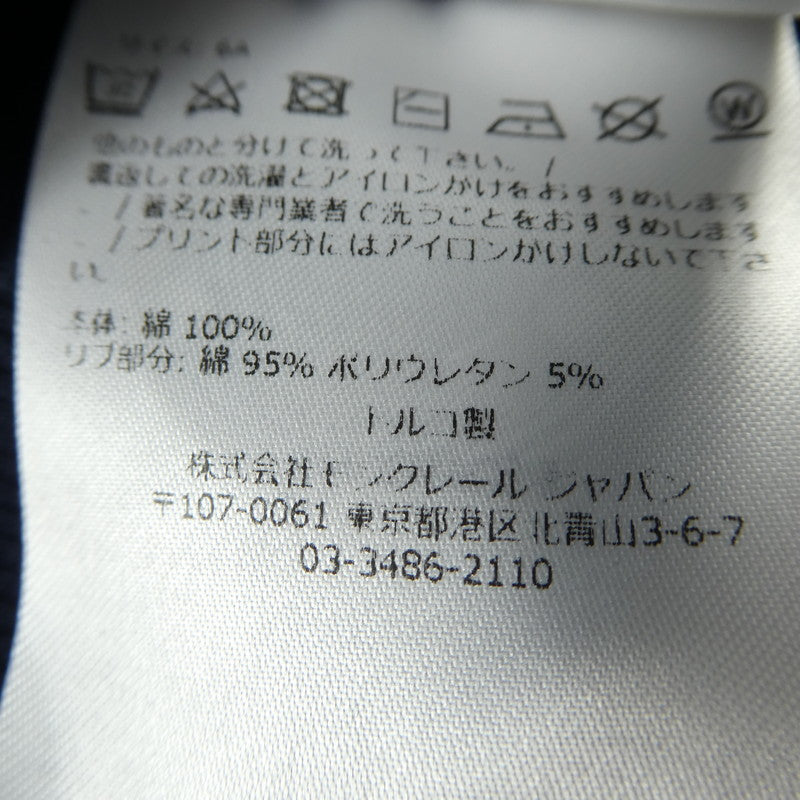 サイズ 6A
色のものと分けて洗って下さい。 /
裏返しての洗濯とアイロンかけをおすすめします
. / 著名な専門業者で洗うことをおすすめします
. / プリント部分にはアイロンかけしないで下さ
い。
本体: 綿 100%
リブ部分: 綿 95% ポリウレタン 5%
トルコ製
株式会社モンクレール ジャパン
〒107-0061 東京都港区北青山3-6-7
03-3486-2110